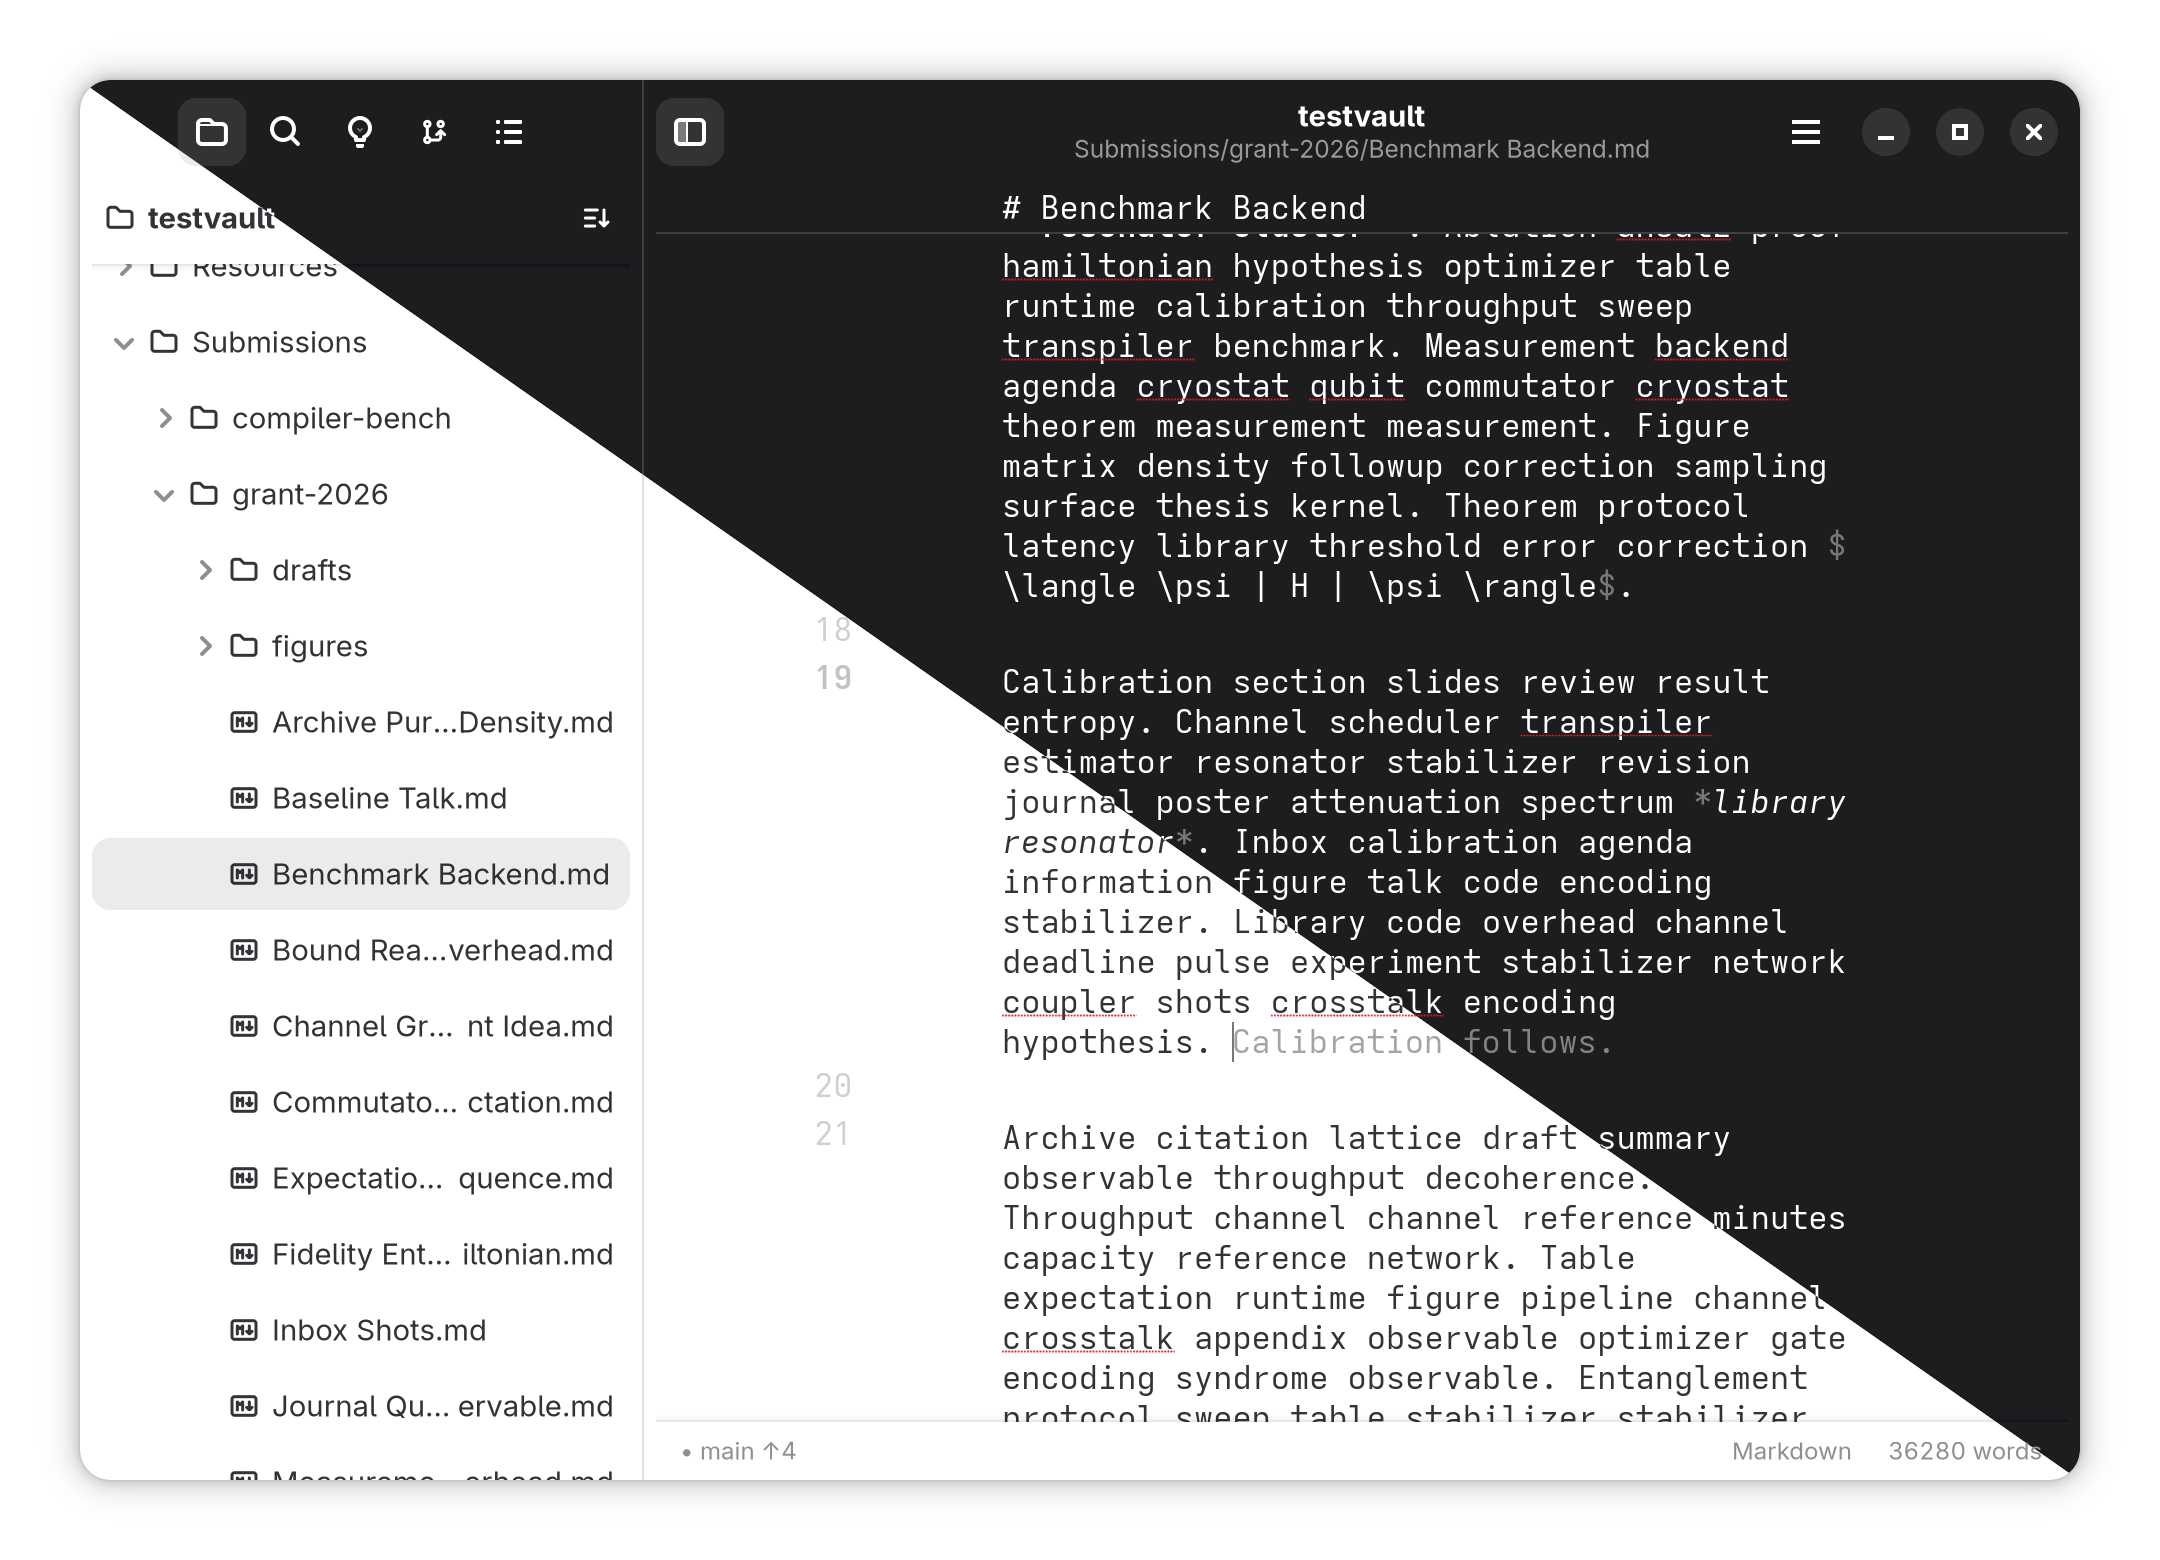 testvault
Submissions/grant-2026/Benchmark Backend.md
testvault
Resources
Submissions
compiler-bench
grant-2026
drafts
figures
Archive Pur...Density.md
Baseline Talk.md
Benchmark Backend.md
Bound Rea...verhead.md
Channel Gr... nt Idea.md
Commutato... ctation.md
Expectatio... quence.md
Fidelity Ent... iltonian.md
Inbox Shots.md
Journal Qu... ervable.md
# Benchmark Backend
hamiltonian hypothesis optimizer table
runtime calibration throughput sweep
transpiler benchmark. Measurement backend
agenda cryostat qubit commutator cryostat
theorem measurement measurement. Figure
matrix density followup correction sampling
surface thesis kernel. Theorem protocol
latency library threshold error correction $
\langle \psi | H | \psi \rangle$.
18
19
Calibration section slides review result
entropy. Channel scheduler transpiler
estimator resonator stabilizer revision
journal poster attenuation spectrum *library
resonator*. Inbox calibration agenda
information figure talk code encoding
stabilizer. Library code overhead channel
deadline pulse experiment stabilizer network
coupler shots crosstalk encoding
hypothesis. Calibration follows.
20
21
Archive citation lattice draft summary
observable throughput decoherence.
Throughput channel channel reference minutes
capacity reference network. Table
expectation runtime figure pipeline channel
crosstalk appendix observable optimizer gate
encoding syndrome observable. Entanglement
protocol sweep table stabilizer stabilizer
• main ↑4
Markdown
36280 words